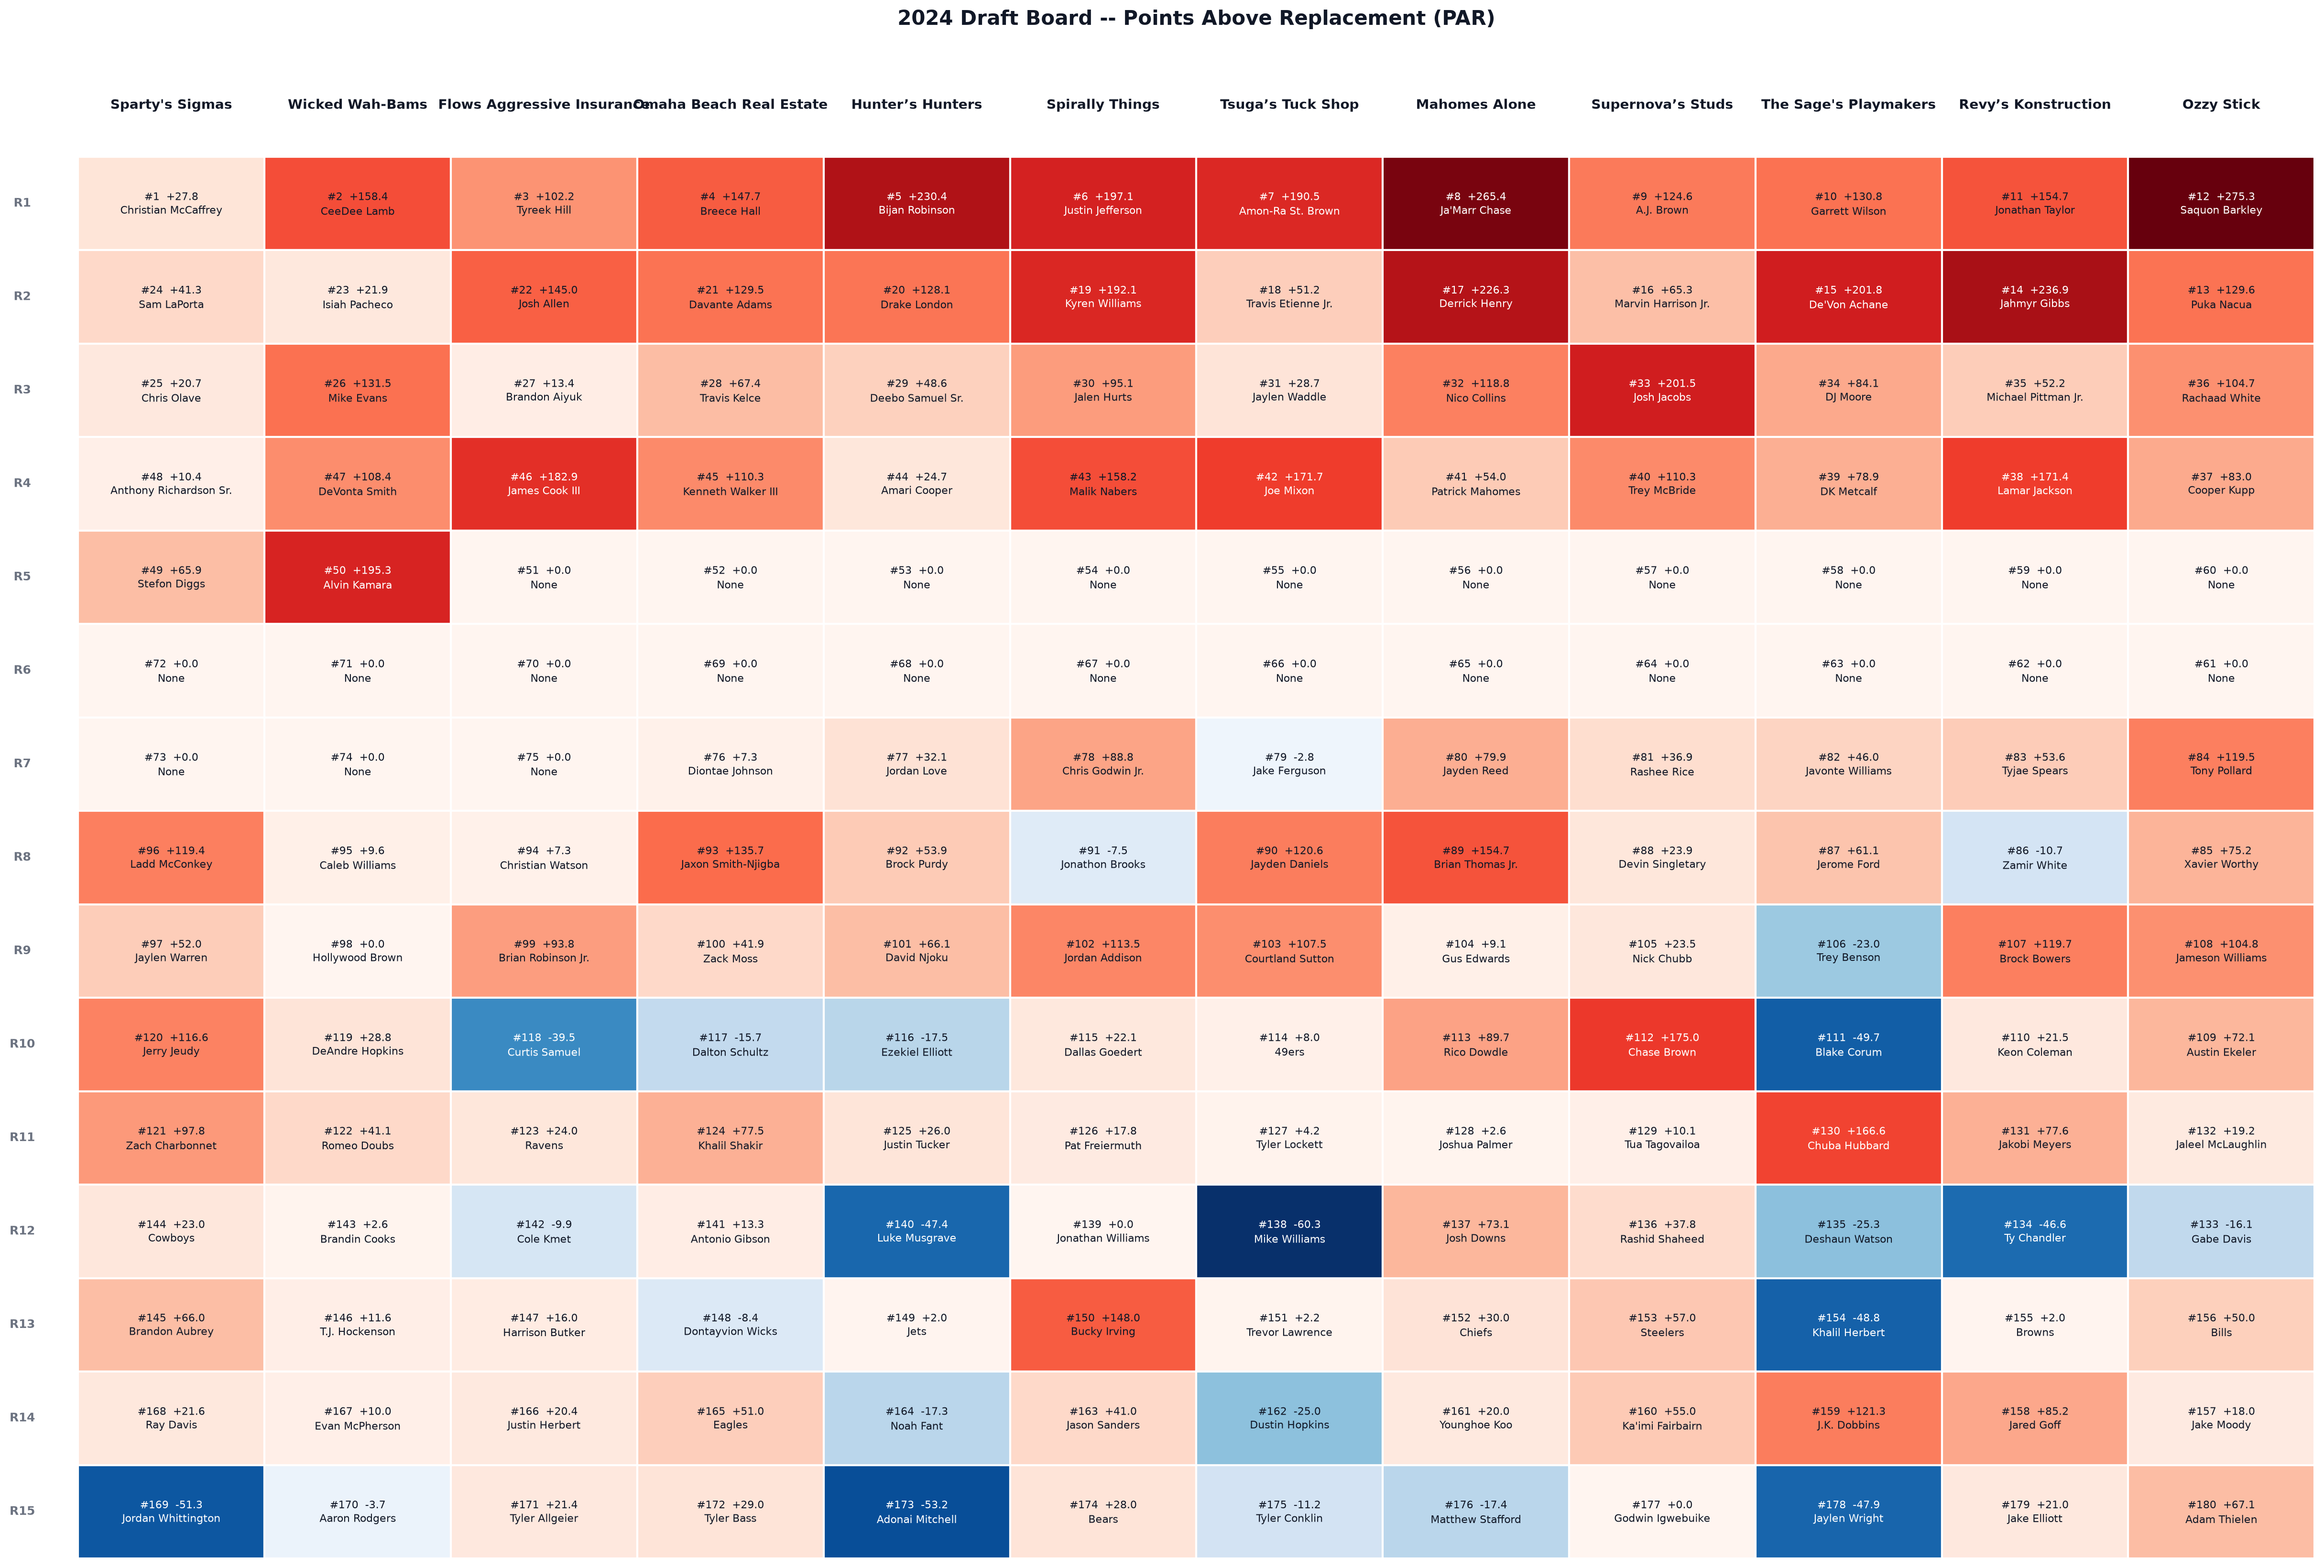 2024 Draft Board -- Points Above Replacement (PAR)
Sparty's Sigmas Wicked Wah-Bams Flows Aggressive Insurance Omaha Beach Real Estate Hunter’s Hunters Spirally Things Tsuga’s Tuck Shop Mahomes Alone Supernova’s Studs The Sage's Playmakers Revy’s Konstruction Ozzy Stick
R1
#1 +27.8 #2 +158.4 #3 +102.2 #4 +147.7 #5 +230.4 #6 +197.1 #7 +190.5 #8 +265.4 #9 +124.6 #10 +130.8 #11 +154.7 #12 +275.3
Christian McCaffrey CeeDee Lamb Tyreek Hill Breece Hall Bijan Robinson Justin Jefferson Amon-Ra St. Brown Ja'Marr Chase A.J. Brown Garrett Wilson Jonathan Taylor Saquon Barkley
R2
#24 +41.3 #23 +21.9 #22 +145.0 #21 +129.5 #20 +128.1 #19 +192.1 #18 +51.2 #17 +226.3 #16 +65.3 #15 +201.8 #14 +236.9 #13 +129.6
Sam LaPorta Isiah Pacheco Josh Allen Davante Adams Drake London Kyren Williams Travis Etienne Jr. Derrick Henry Marvin Harrison Jr. De'Von Achane Jahmyr Gibbs Puka Nacua
R3
#25 +20.7 #26 +131.5 #27 +13.4 #28 +67.4 #29 +48.6 #30 +95.1 #31 +28.7 #32 +118.8 #33 +201.5 #34 +84.1 #35 +52.2 #36 +104.7
Chris Olave Mike Evans Brandon Aiyuk Travis Kelce Deebo Samuel Sr. Jalen Hurts Jaylen Waddle Nico Collins Josh Jacobs DJ Moore Michael Pittman Jr. Rachaad White
R4
#48 +10.4 #47 +108.4 #46 +182.9 #45 +110.3 #44 +24.7 #43 +158.2 #42 +171.7 #41 +54.0 #40 +110.3 #39 +78.9 #38 +171.4 #37 +83.0
Anthony Richardson Sr. DeVonta Smith James Cook III Kenneth Walker III Amari Cooper Malik Nabers Joe Mixon Patrick Mahomes Trey McBride DK Metcalf Lamar Jackson Cooper Kupp
R5
#49 +65.9 #50 +195.3 #51 +0.0 #52 +0.0 #53 +0.0 #54 +0.0 #55 +0.0 #56 +0.0 #57 +0.0 #58 +0.0 #59 +0.0 #60 +0.0
Stefon Diggs Alvin Kamara None None None None None None None None None None
R6
#72 +0.0 #71 +0.0 #70 +0.0 #69 +0.0 #68 +0.0 #67 +0.0 #66 +0.0 #65 +0.0 #64 +0.0 #63 +0.0 #62 +0.0 #61 +0.0
None None None None None None None None None None None None
R7
#73 +0.0 #74 +0.0 #75 +0.0 #76 +7.3 #77 +32.1 #78 +88.8 #79 -2.8 #80 +79.9 #81 +36.9 #82 +46.0 #83 +53.6 #84 +119.5
None None None Diontae Johnson Jordan Love Chris Godwin Jr. Jake Ferguson Jayden Reed Rashee Rice Javonte Williams Tyjae Spears Tony Pollard
R8
#96 +119.4 #95 +9.6 #94 +7.3 #93 +135.7 #92 +53.9 #91 -7.5 #90 +120.6 #89 +154.7 #88 +23.9 #87 +61.1 #86 -10.7 #85 +75.2
Ladd McConkey Caleb Williams Christian Watson Jaxon Smith-Njigba Brock Purdy Jonathon Brooks Jayden Daniels Brian Thomas Jr. Devin Singletary Jerome Ford Zamir White Xavier Worthy
R9
#97 +52.0 #98 +0.0 #99 +93.8 #100 +41.9 #101 +66.1 #102 +113.5 #103 +107.5 #104 +9.1 #105 +23.5 #106 -23.0 #107 +119.7 #108 +104.8
Jaylen Warren Hollywood Brown Brian Robinson Jr. Zack Moss David Njoku Jordan Addison Courtland Sutton Gus Edwards Nick Chubb Trey Benson Brock Bowers Jameson Williams
R10
#120 +116.6 #119 +28.8 #118 -39.5 #117 -15.7 #116 -17.5 #115 +22.1 #114 +8.0 #113 +89.7 #112 +175.0 #111 -49.7 #110 +21.5 #109 +72.1
Jerry Jeudy DeAndre Hopkins Curtis Samuel Dalton Schultz Ezekiel Elliott Dallas Goedert 49ers Rico Dowdle Chase Brown Blake Corum Keon Coleman Austin Ekeler
R11
#121 +97.8 #122 +41.1 #123 +24.0 #124 +77.5 #125 +26.0 #126 +17.8 #127 +4.2 #128 +2.6 #129 +10.1 #130 +166.6 #131 +77.6 #132 +19.2
Zach Charbonnet Romeo Doubs Ravens Khalil Shakir Justin Tucker Pat Freiermuth Tyler Lockett Joshua Palmer Tua Tagovailoa Chuba Hubbard Jakobi Meyers Jaleel McLaughlin
R12
#144 +23.0 #143 +2.6 #142 -9.9 #141 +13.3 #140 -47.4 #139 +0.0 #138 -60.3 #137 +73.1 #136 +37.8 #135 -25.3 #134 -46.6 #133 -16.1
Cowboys Brandin Cooks Cole Kmet Antonio Gibson Luke Musgrave Jonathan Williams Mike Williams Josh Downs Rashid Shaheed Deshaun Watson Ty Chandler Gabe Davis
R13
#145 +66.0 #146 +11.6 #147 +16.0 #148 -8.4 #149 +2.0 #150 +148.0 #151 +2.2 #152 +30.0 #153 +57.0 #154 -48.8 #155 +2.0 #156 +50.0
Brandon Aubrey T.J. Hockenson Harrison Butker Dontayvion Wicks Jets Bucky Irving Trevor Lawrence Chiefs Steelers Khalil Herbert Browns Bills
R14
#168 +21.6 #167 +10.0 #166 +20.4 #165 +51.0 #164 -17.3 #163 +41.0 #162 -25.0 #161 +20.0 #160 +55.0 #159 +121.3 #158 +85.2 #157 +18.0
Ray Davis Evan McPherson Justin Herbert Eagles Noah Fant Jason Sanders Dustin Hopkins Younghoe Koo Ka'imi Fairbairn J.K. Dobbins Jared Goff Jake Moody
R15
#169 -51.3 #170 -3.7 #171 +21.4 #172 +29.0 #173 -53.2 #174 +28.0 #175 -11.2 #176 -17.4 #177 +0.0 #178 -47.9 #179 +21.0 #180 +67.1
Jordan Whittington Aaron Rodgers Tyler Allgeier Tyler Bass Adonai Mitchell Bears Tyler Conklin Matthew Stafford Godwin Igwebuike Jaylen Wright Jake Elliott Adam Thielen